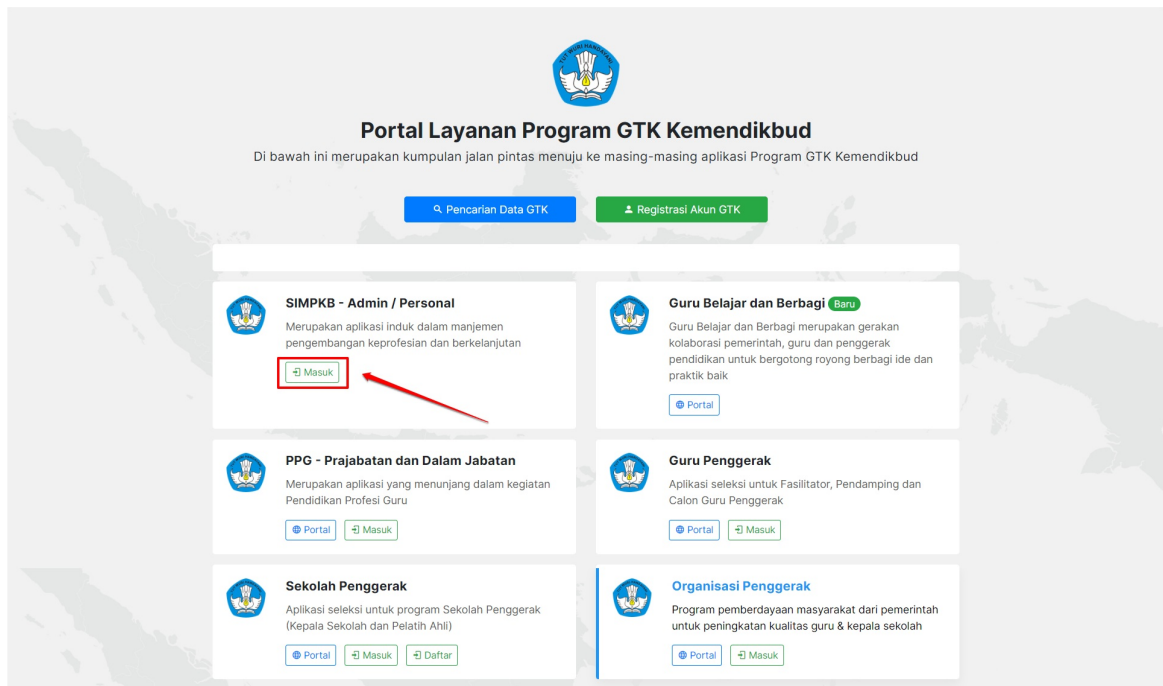 TUT WURI HANDAYANI
Portal Layanan Program GTK Kemendikbud
Di bawah ini merupakan kumpulan jalan pintas menuju ke masing-masing aplikasi Program GTK Kemendikbud
Pencarian Data GTK
Registrasi Akun GTK
SIMPKB - Admin / Personal
Merupakan aplikasi induk dalam manjemen
pengembangan keprofesian dan berkelanjutan
Masuk
Guru Belajar dan Berbagi Baru
Guru Belajar dan Berbagi merupakan gerakan
kolaborasi pemerintah, guru dan penggerak
pendidikan untuk bergotong royong berbagi ide dan
praktik baik
Portal
PPG - Prajabatan dan Dalam Jabatan
Merupakan aplikasi yang menunjang dalam kegiatan
Pendidikan Profesi Guru
Portal Masuk
Guru Penggerak
Aplikasi seleksi untuk Fasilitator, Pendamping dan
Calon Guru Penggerak
Portal Masuk
Sekolah Penggerak
Aplikasi seleksi untuk program Sekolah Penggerak
(Kepala Sekolah dan Pelatih Ahli)
Portal Masuk Daftar
Organisasi Penggerak
Program pemberdayaan masyarakat dari pemerintah
untuk peningkatan kualitas guru & kepala sekolah
Portal Masuk